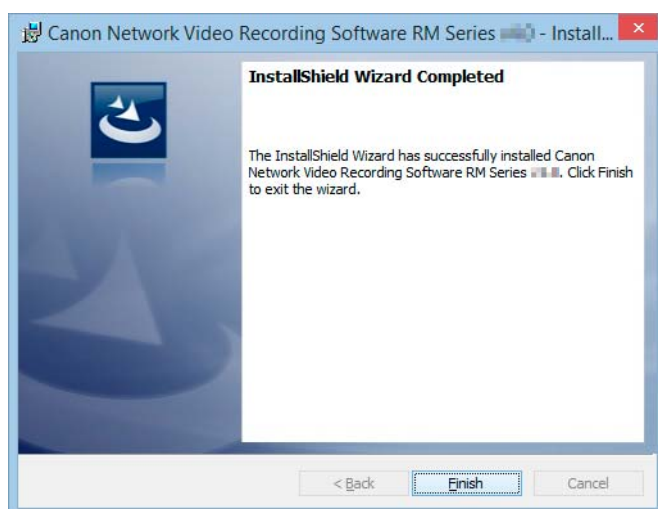 Canon Network Video Recording Software RM Series - Install...
InstallShield Wizard Completed
The InstallShield Wizard has successfully installed Canon
Network Video Recording Software RM Series . Click Finish
to exit the wizard.
< Back Finish Cancel